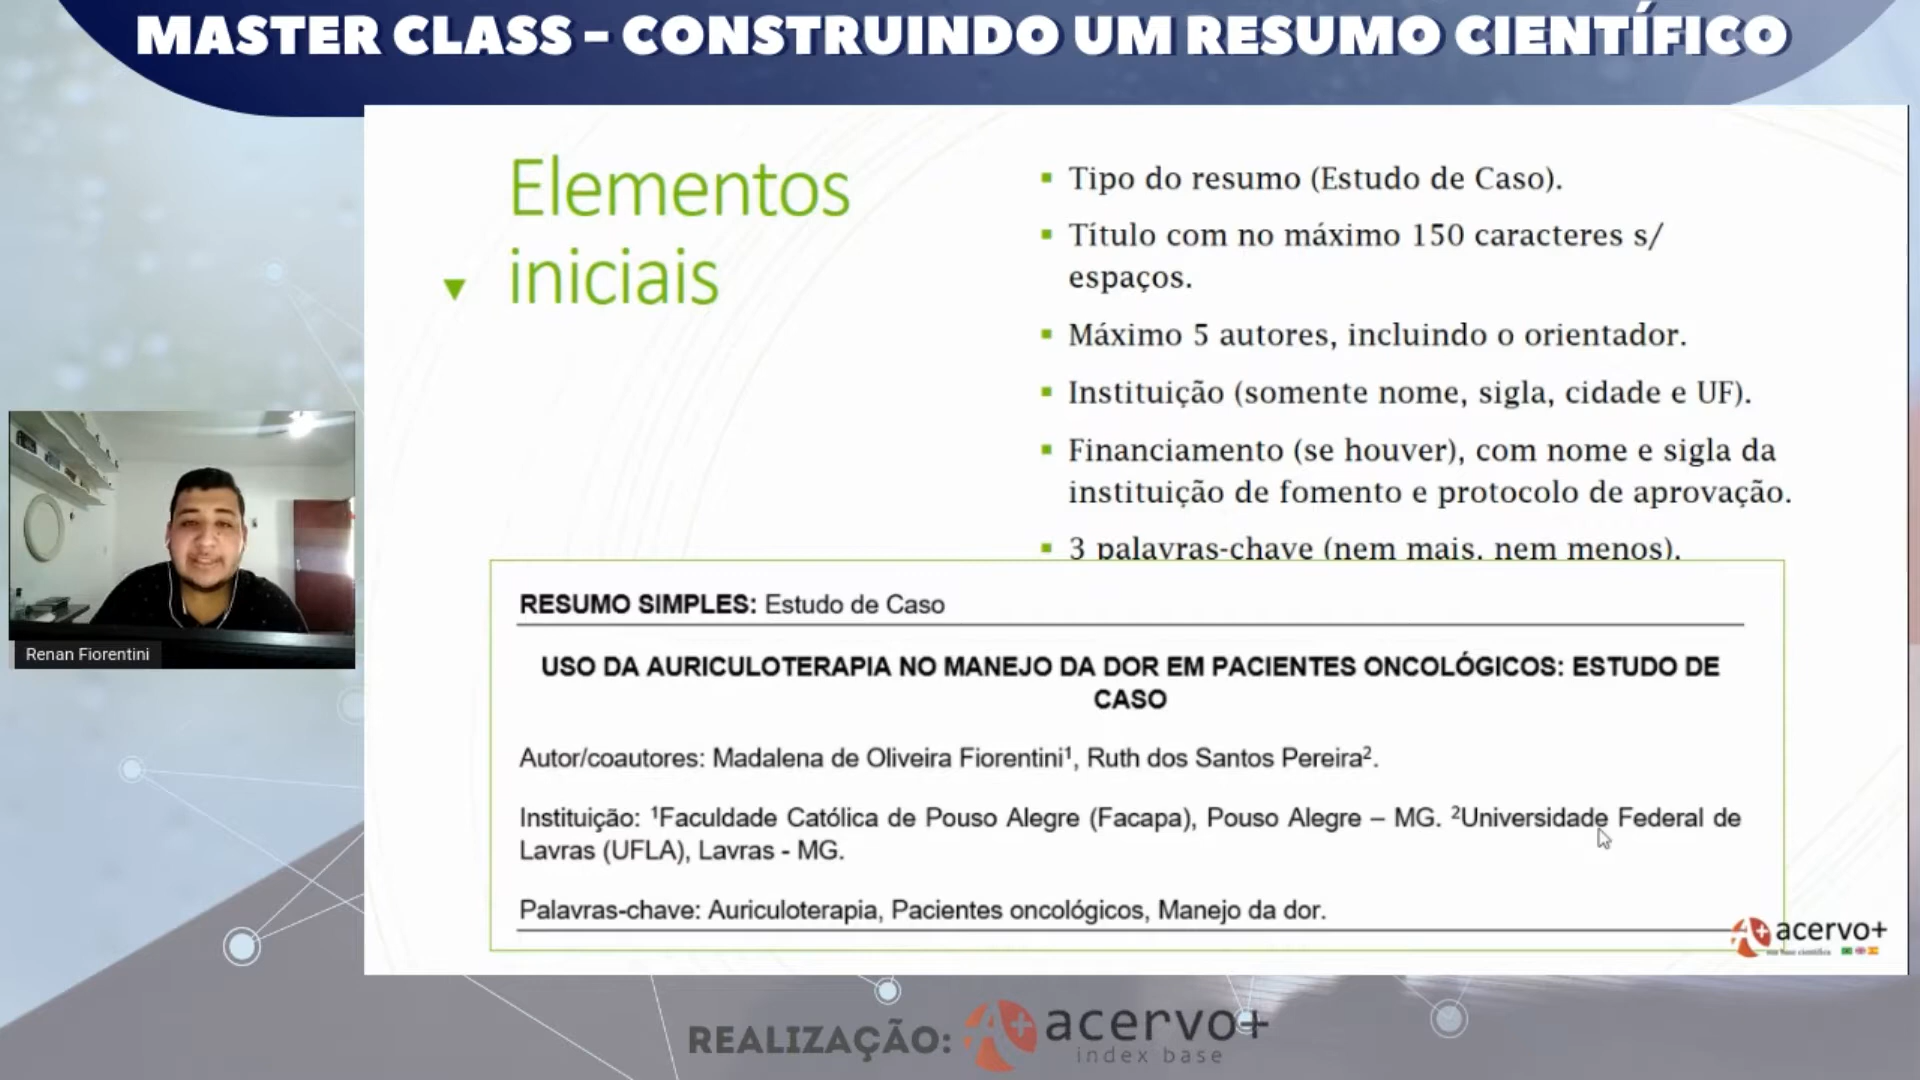 MASTER CLASS – CONSTRUINDO UM RESUMO CIENTÍFICO
Elementos
iniciais
Tipo do resumo (Estudo de Caso).
Título com no máximo 150 caracteres s/
espaços.
Máximo 5 autores, incluindo o orientador.
Instituição (somente nome, sigla, cidade e UF).
Financiamento (se houver), com nome e sigla da
instituição de fomento e protocolo de aprovação.
3 palavras-chave (nem mais, nem menos).
RESUMO SIMPLES: Estudo de Caso
USO DA AURICULOTERAPIA NO MANEJO DA DOR EM PACIENTES ONCOLÓGICOS: ESTUDO DE
CASO
Autor/coautores: Madalena de Oliveira Fiorentini¹, Ruth dos Santos Pereira².
Instituição: ¹Faculdade Católica de Pouso Alegre (Facapa), Pouso Alegre – MG. ²Universidade Federal de
Lavras (UFLA), Lavras - MG.
Palavras-chave: Auriculoterapia, Pacientes oncológicos, Manejo da dor.
acervo+
Renan Fiorentini
REALIZAÇÃO: A+ acervo+
index base